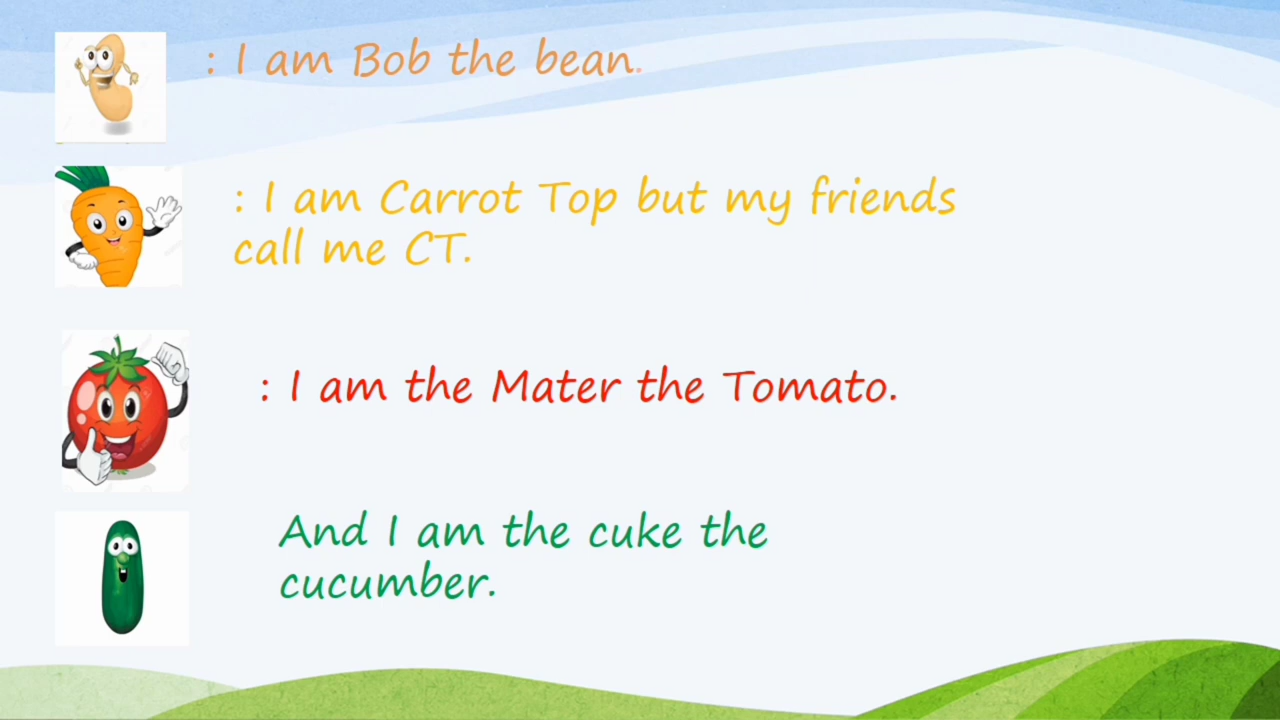 : I am Bob the bean.
: I am Carrot Top but my friends
call me CT.
: I am the Mater the Tomato.
And I am the cuke the
cucumber.